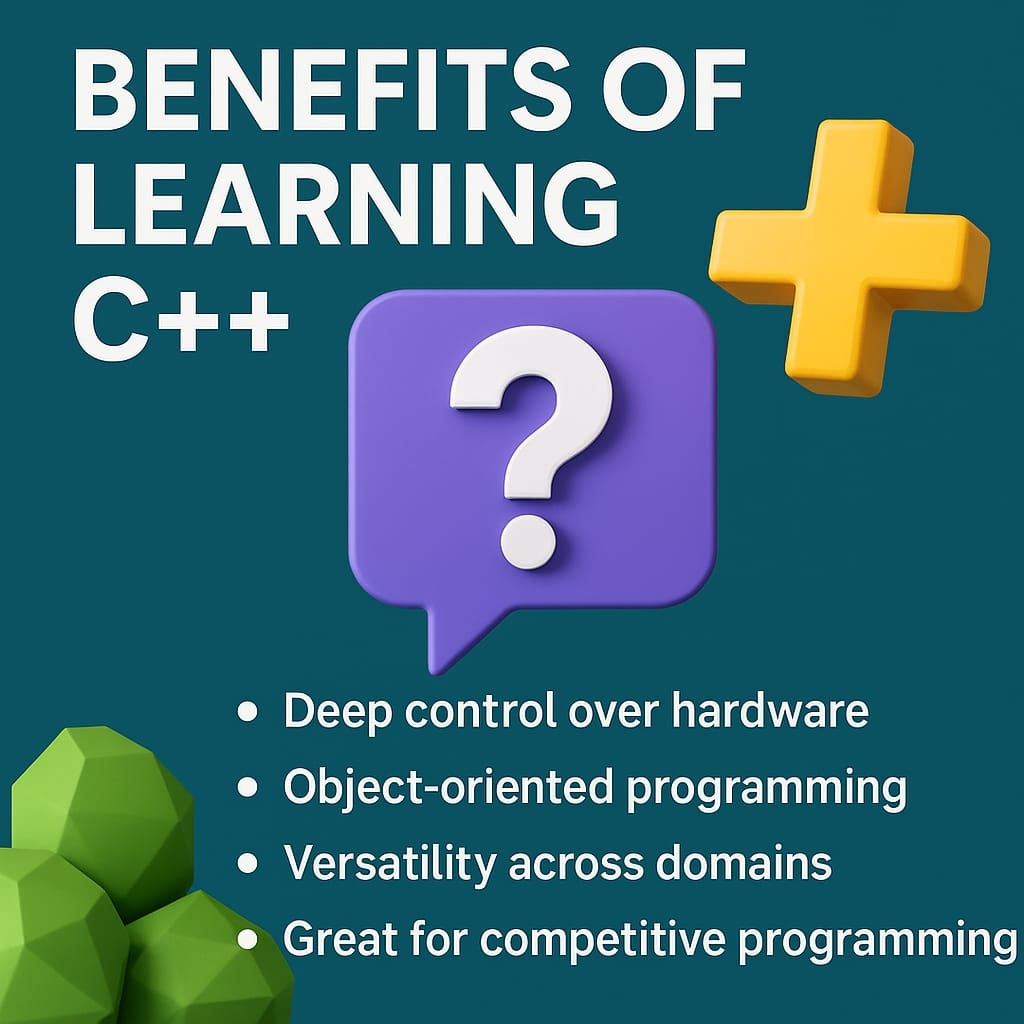 BENEFITS OF
LEARNING
C++
?
• Deep control over hardware
• Object-oriented programming
• Versatility across domains
• Great for competitive programming